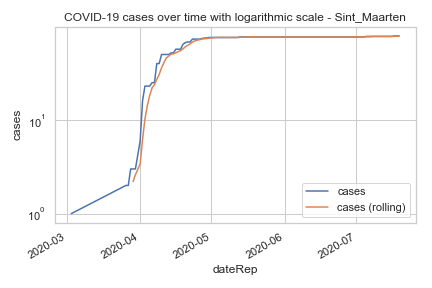 COVID-19 cases over time with logarithmic scale - Sint_Maarten
cases
10¹
10⁰
cases
cases (rolling)
2020-03
2020-04
2020-05
2020-06
2020-07
dateRep